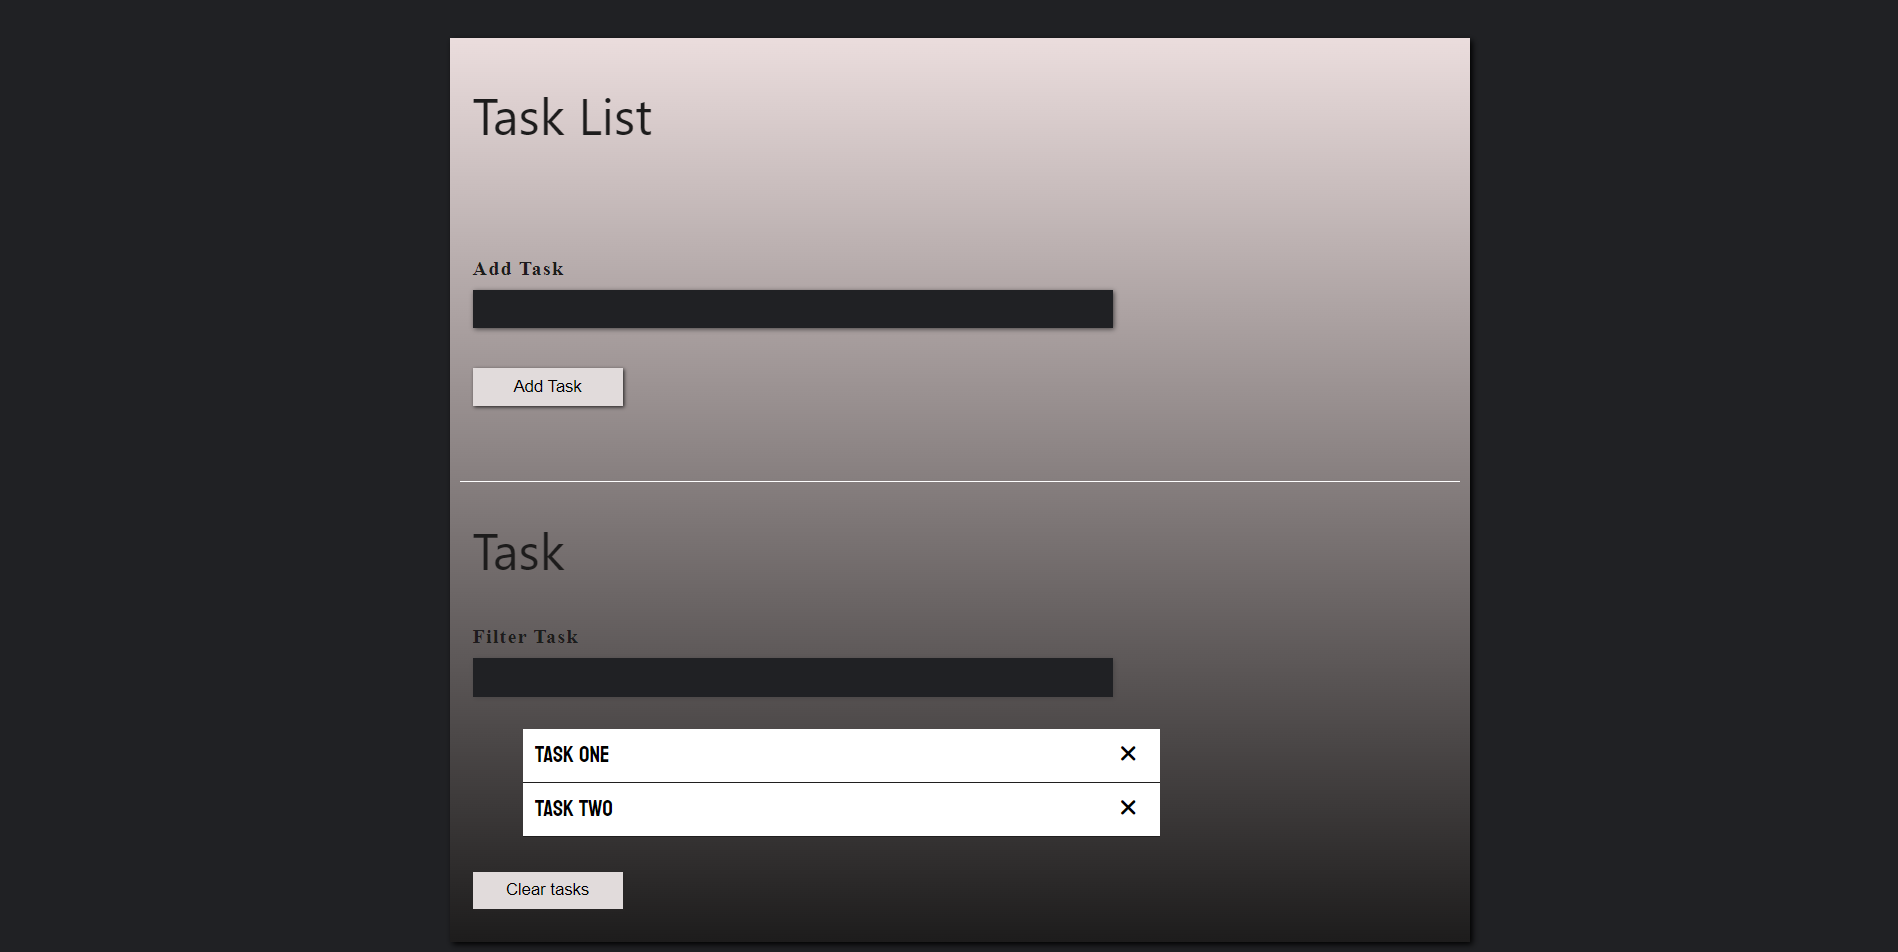 Task List
Add Task
Add Task
Task
Filter Task
TASK ONE
TASK TWO
Clear tasks